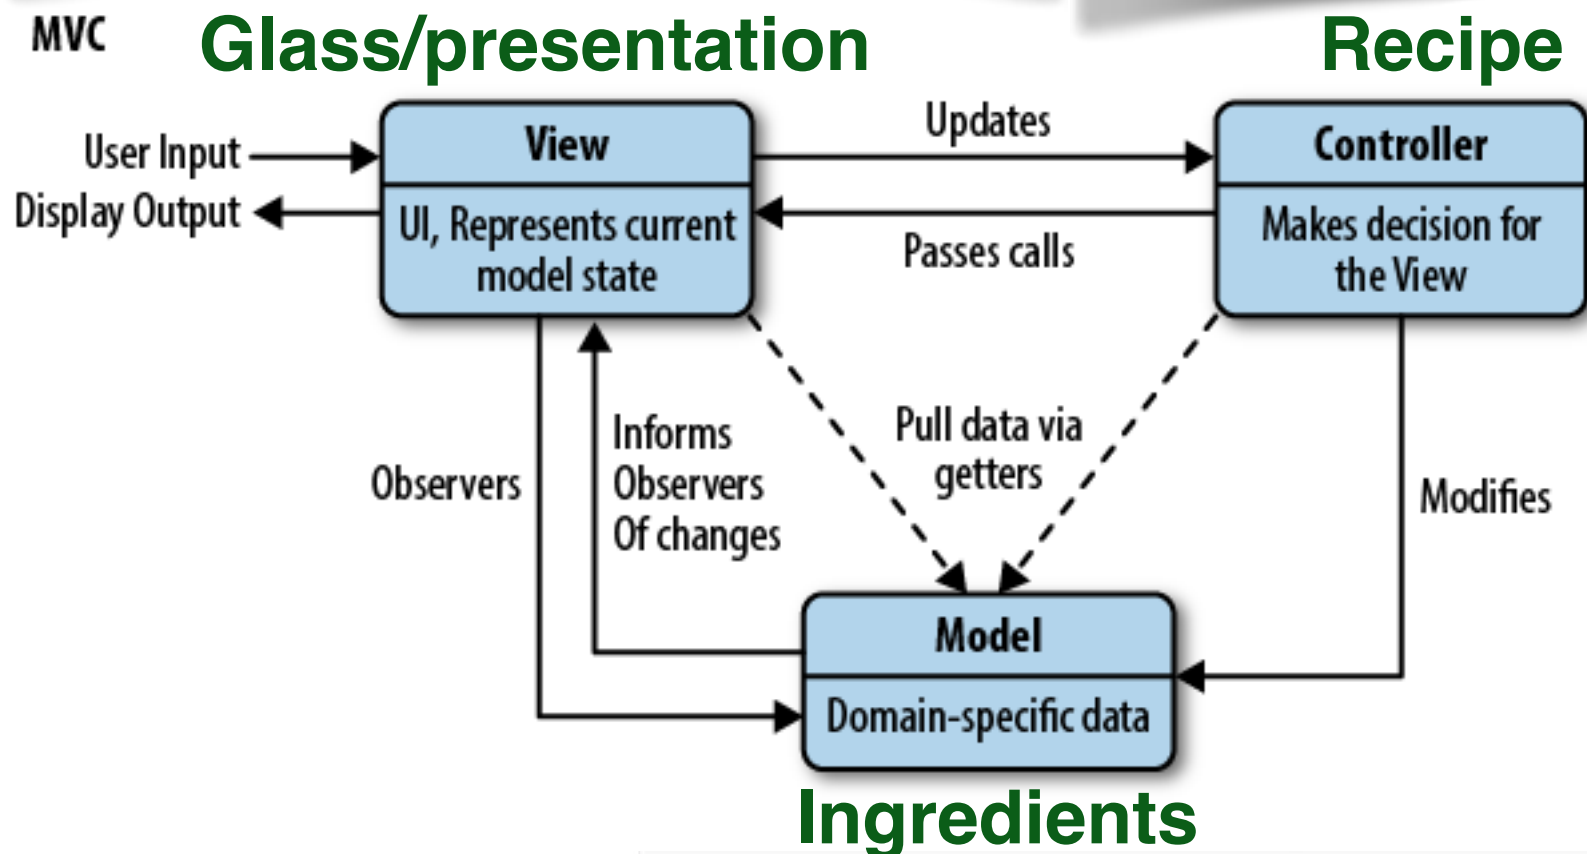 MVC
Glass/presentation
Recipe
User Input
Display Output
View
UI, Represents current
model state
Updates
Passes calls
Controller
Makes decision for
the View
Observers
Informs
Observers
Of changes
Pull data via
getters
Modifies
Model
Domain-specific data
Ingredients